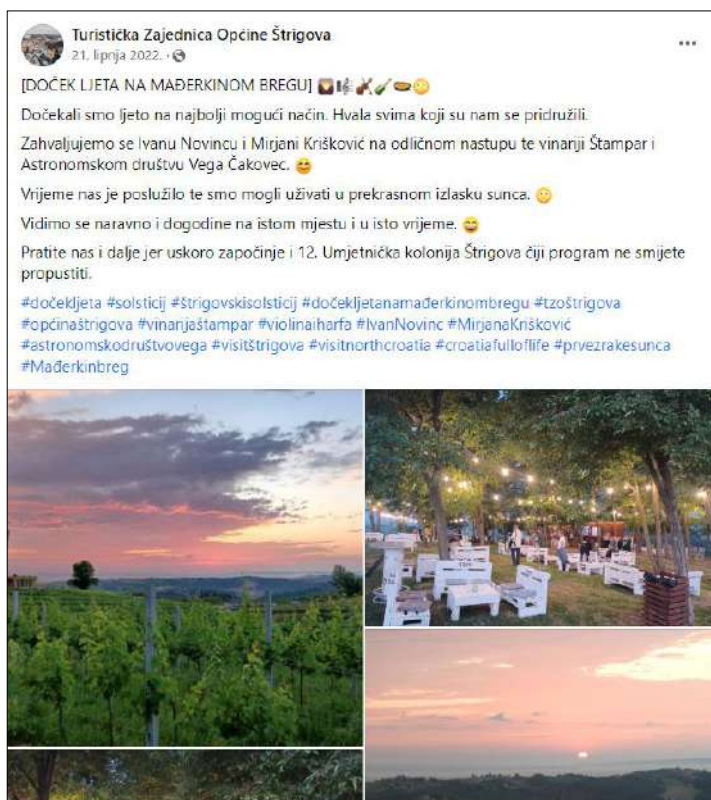 Turistička Zajednica Općine Štrigova
21. lipnja 2022. ·
[DOČEK LJETA NA MAĐERKINOM BREGU] 🌄🎼🎻🎸🥖🌝
Dočekali smo ljeto na najbolji mogući način. Hvala svima koji su nam se pridružili.
Zahvaljujemo se Ivanu Novincu i Mirjani Krišković na odličnom nastupu te vinariji Štampar i
Astronomskom društvu Vega Čakovec. 😄
Vrijeme nas je poslužilo te smo mogli uživati u prekrasnom izlasku sunca. 🌝
Vidimo se naravno i dogodine na istom mjestu i u isto vrijeme. 😄
Pratite nas i dalje jer uskoro započinje i 12. Umjetnička kolonija Štrigova čiji program ne smijete
propustiti.
#dočekljeta #solsticij #štrigovskisolsticij #dočekljetanamađerkinombregu #tzoštrigova
#općinaštrigova #vinarijaštampar #violinaiharfa #IvanNovinc #MirjanaKrišković
#astronomskodruštvovega #visitštrigova #visitnorthcroatia #croatiafulloflife #prvezrakesunca
#Mađerkinbreg